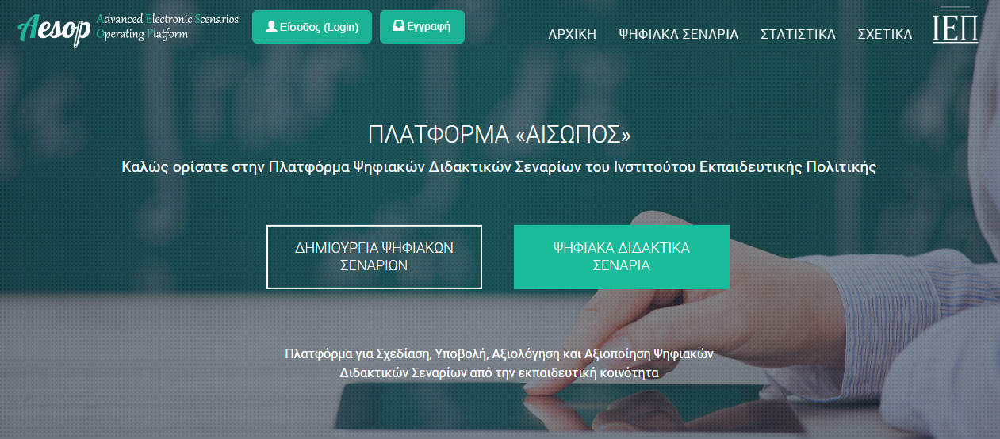 Aesop
Advanced Electronic Scenarios
Operating Platform
Είσοδος (Login)
Εγγραφή
ΑΡΧΙΚΗ
ΨΗΦΙΑΚΑ ΣΕΝΑΡΙΑ
ΣΤΑΤΙΣΤΙΚΑ
ΣΧΕΤΙΚΑ
ΙΕΠ
ΠΛΑΤΦΟΡΜΑ «ΑΙΣΩΠΟΣ»
Καλώς ορίσατε στην Πλατφόρμα Ψηφιακών Διδακτικών Σεναρίων του Ινστιτούτου Εκπαιδευτικής Πολιτικής
ΔΗΜΙΟΥΡΓΙΑ ΨΗΦΙΑΚΩΝ
ΣΕΝΑΡΙΩΝ
ΨΗΦΙΑΚΑ ΔΙΔΑΚΤΙΚΑ
ΣΕΝΑΡΙΑ
Πλατφόρμα για Σχεδίαση, Υποβολή, Αξιολόγηση και Αξιοποίηση Ψηφιακών
Διδακτικών Σεναρίων από την εκπαιδευτική κοινότητα